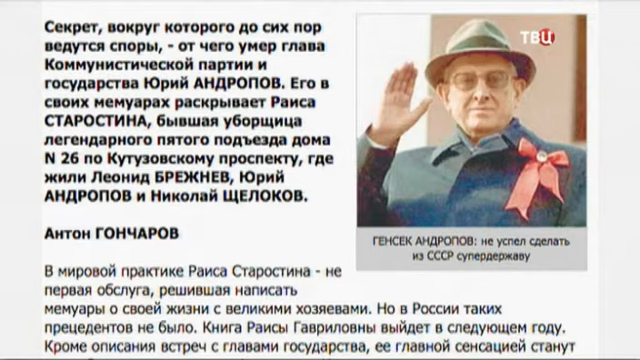 Секрет, вокруг которого до сих пор
ведутся споры, - от чего умер глава
Коммунистической партии и
государства Юрий АНДРОПОВ. Его в
своих мемуарах раскрывает Раиса
СТАРОСТИНА, бывшая уборщица
легендарного пятого подъезда дома
N 26 по Кутузовскому проспекту, где
жили Леонид БРЕЖНЕВ, Юрий
АНДРОПОВ и Николай ЩЕЛОКОВ.
Антон ГОНЧАРОВ
В мировой практике Раиса Старостина - не
первая обслуга, решившая написать
мемуары о своей жизни с великими хозяевами. Но в России таких
прецедентов не было. Книга Раисы Гавриловны выйдет в следующем году.
Кроме описания встреч с главами государства, ее главной сенсацией станут
ТВЦ
ГЕНСЕК АНДРОПОВ: не успел сделать
из СССР супердержаву